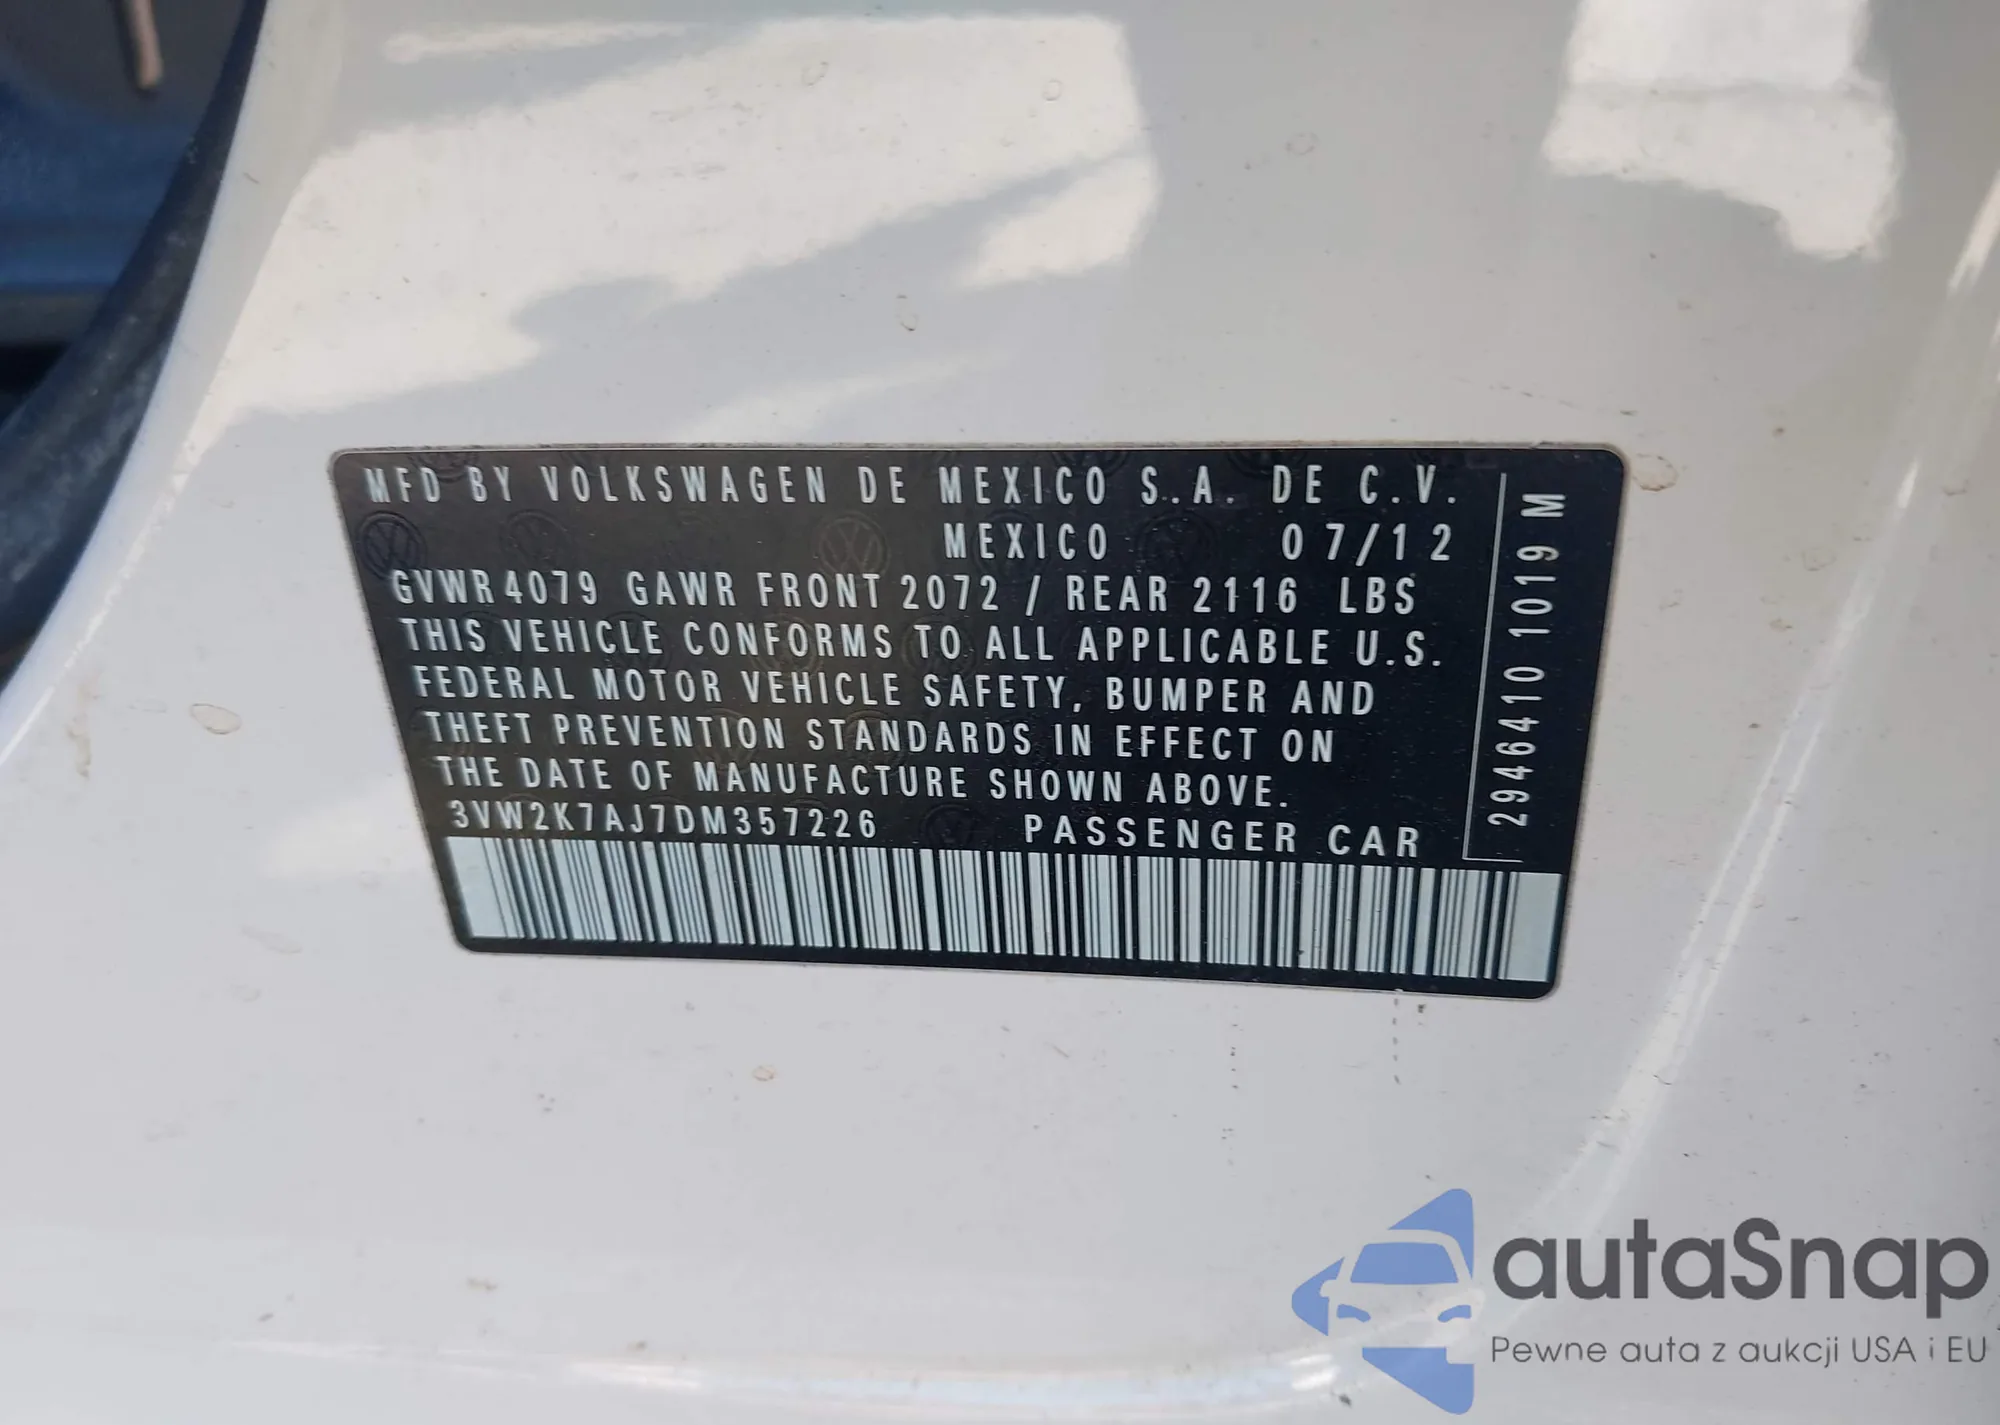 MFD BY VOLKSWAGEN DE MEXICO S.A. DE C.V.
MEXICO 07/12
GVWR 4079 GAWR FRONT 2072 / REAR 2116 LBS
THIS VEHICLE CONFORMS TO ALL APPLICABLE U.S.
FEDERAL MOTOR VEHICLE SAFETY, BUMPER AND
THEFT PREVENTION STANDARDS IN EFFECT ON
THE DATE OF MANUFACTURE SHOWN ABOVE.
3VW2K7AJ7DM357226 PASSENGER CAR
2946410 1019 M
autaSnap
Pewne auta z aukcji USA i EU